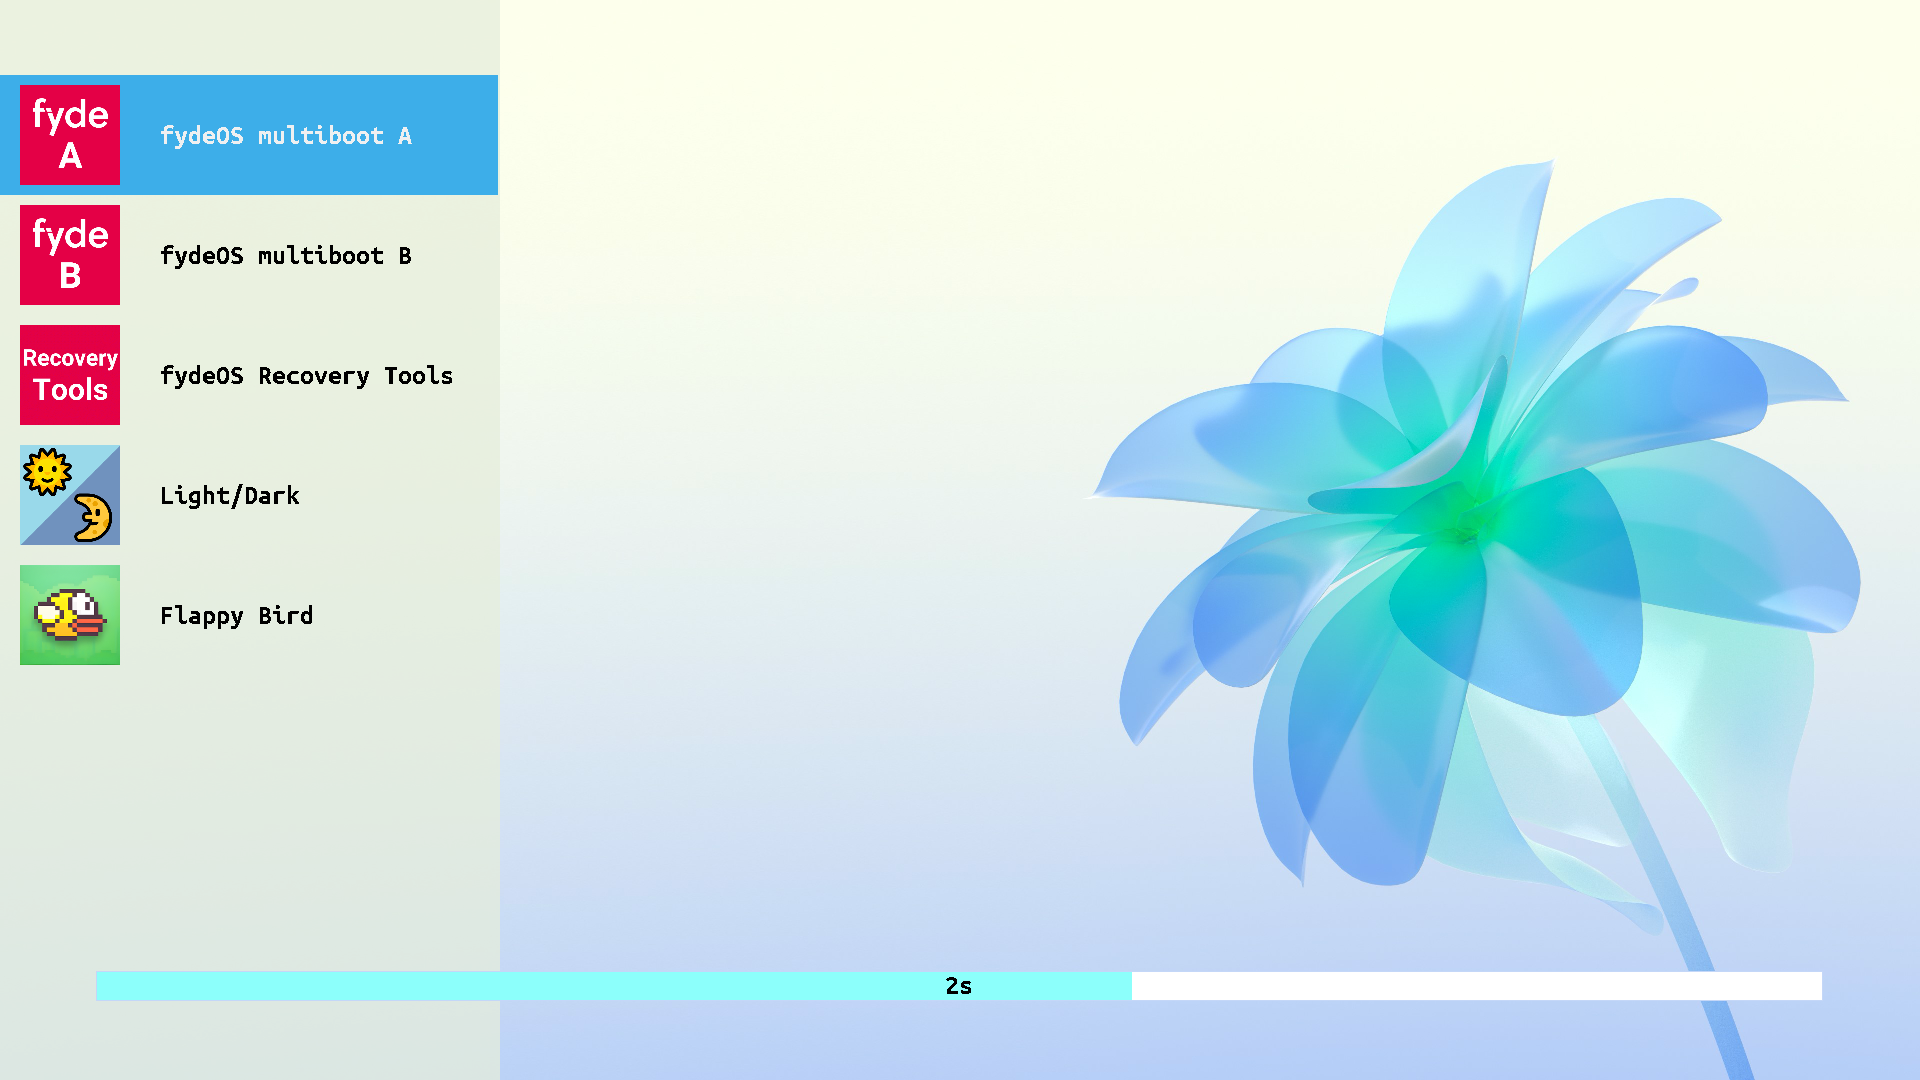 fyde
A
fydeOS multiboot A
fyde
B
fydeOS multiboot B
Recovery
Tools
fydeOS Recovery Tools
Light/Dark
Flappy Bird
2s